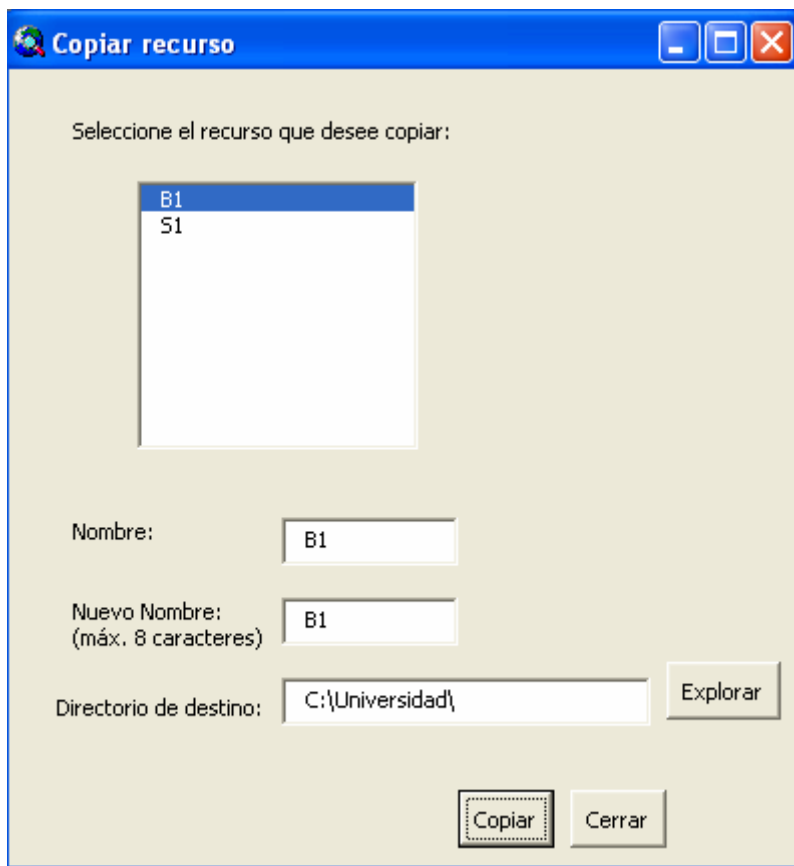 Copiar recurso
Seleccione el recurso que desee copiar:
B1
S1
Nombre:
B1
Nuevo Nombre:
(máx. 8 caracteres)
B1
Directorio de destino:
C:\Universidad\
Explorar
Copiar
Cerrar